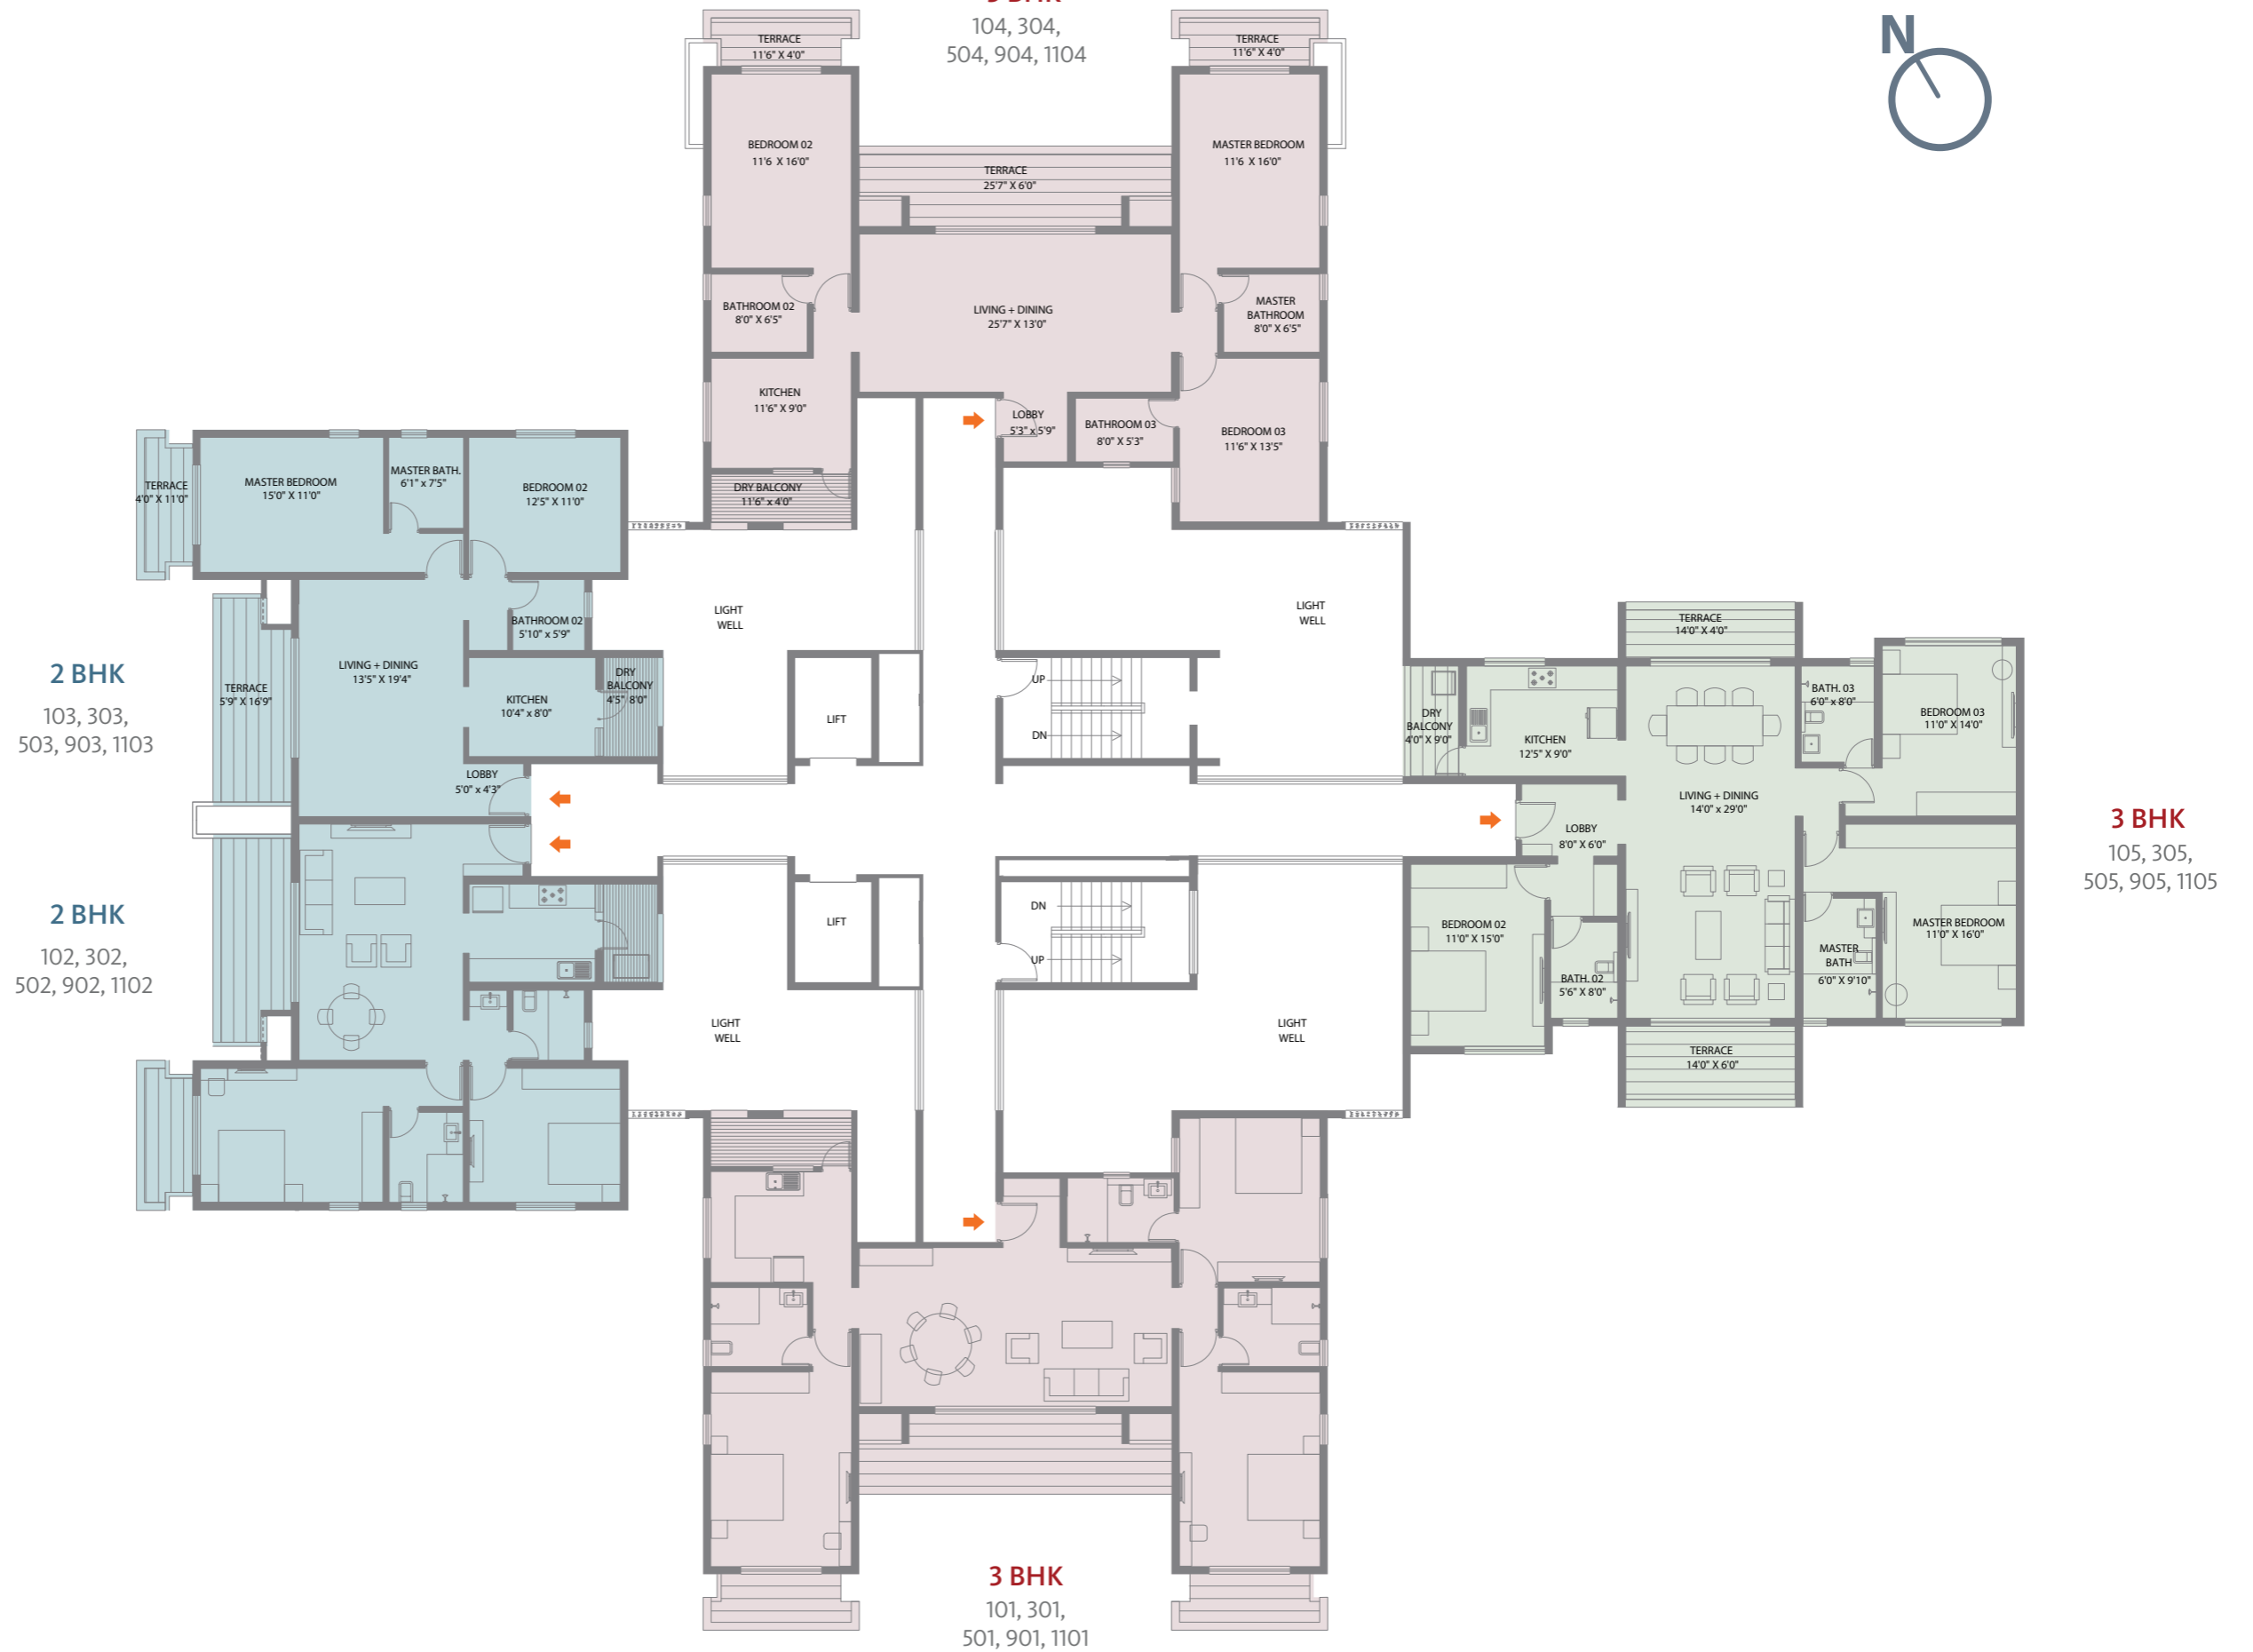 3 BHK
104, 304,
504, 904, 1104
N
TERRACE
11'6" X 4'0"
TERRACE
11'6" X 4'0"
BEDROOM 02
11'6 X 16'0"
MASTER BEDROOM
11'6 X 16'0"
TERRACE
25'7" X 6'0"
BATHROOM 02
8'0" X 6'5"
LIVING + DINING
25'7" X 13'0"
MASTER
BATHROOM
8'0" X 6'5"
KITCHEN
11'6" X 9'0"
LOBBY
5'3" x 5'9"
BATHROOM 03
8'0" X 5'3"
BEDROOM 03
11'6" X 13'5"
DRY BALCONY
11'6" x 4'0"
TERRACE
4'0" X 11'0"
MASTER BEDROOM
15'0" X 11'0"
MASTER BATH.
6'1" x 7'5"
BEDROOM 02
12'5" X 11'0"
BATHROOM 02
5'10" x 5'9"
LIGHT
WELL
LIGHT
WELL
2 BHK
103, 303,
503, 903, 1103
TERRACE
5'9" X 16'9"
LIVING + DINING
13'5" X 19'4"
KITCHEN
10'4" x 8'0"
DRY
BALCONY
4'5" 8'0"
LOBBY
5'0" x 4'3"
LIFT
UP
DN
TERRACE
14'0" X 4'0"
DRY
BALCONY
4'0" X 9'0"
KITCHEN
12'5" X 9'0"
BATH. 03
6'0" x 8'0"
BEDROOM 03
11'0" X 14'0"
LIVING + DINING
14'0" x 29'0"
LOBBY
8'0" X 6'0"
3 BHK
105, 305,
505, 905, 1105
2 BHK
102, 302,
502, 902, 1102
LIFT
DN
UP
BEDROOM 02
11'0" X 15'0"
BATH. 02
5'6" X 8'0"
MASTER
BATH
6'0" X 9'10"
MASTER BEDROOM
11'0" X 16'0"
LIGHT
WELL
LIGHT
WELL
TERRACE
14'0" X 6'0"
3 BHK
101, 301,
501, 901, 1101